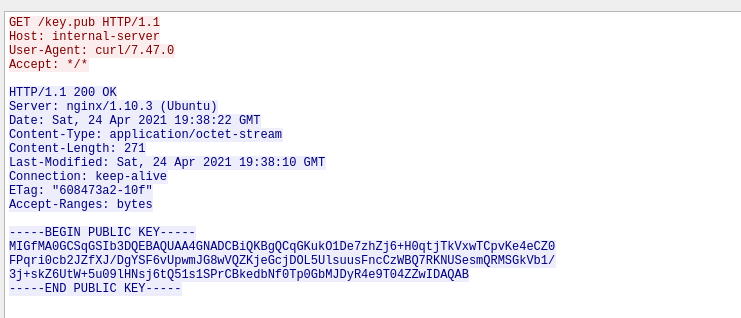 GET /key.pub HTTP/1.1
Host: internal-server
User-Agent: curl/7.47.0
Accept: */*
HTTP/1.1 200 OK
Server: nginx/1.10.3 (Ubuntu)
Date: Sat, 24 Apr 2021 19:38:22 GMT
Content-Type: application/octet-stream
Content-Length: 271
Last-Modified: Sat, 24 Apr 2021 19:38:10 GMT
Connection: keep-alive
ETag: "608473a2-10f"
Accept-Ranges: bytes
-----BEGIN PUBLIC KEY-----
MIGfMA0GCSqGSIb3DQEBAQUAA4GNADCBiQKBgQCqGKukO1De7zhZj6+H0qtjTkVxwTCpvKe4eCZ0
FPqri0cb2JZfXJ/DgYSF6vUpwmJG8wVQZKjeGcjDOL5UlsuusFncCzWBQ7RKNUSesmQRMSGkVb1/
3j+skZ6UtW+5u09lHNsj6tQ51s1SPrCBkedbNf0Tp0GbMJDyR4e9T04ZZwIDAQAB
-----END PUBLIC KEY-----